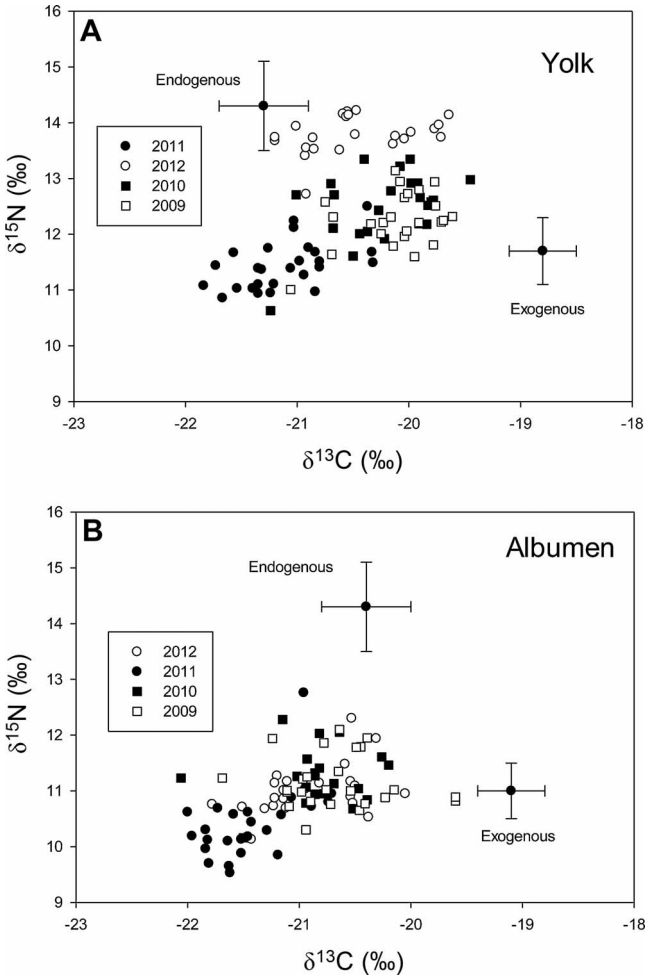 A
Yolk
Endogenous
2011
2012
2010
2009
Exogenous
16
15
14
13
12
11
10
9
δ15N (‰)
-23 -22 -21 -20 -19 -18
δ13C (‰)
B
Albumen
Endogenous
2012
2011
2010
2009
Exogenous
16
15
14
13
12
11
10
9
δ15N (‰)
-23 -22 -21 -20 -19 -18
δ13C (‰)